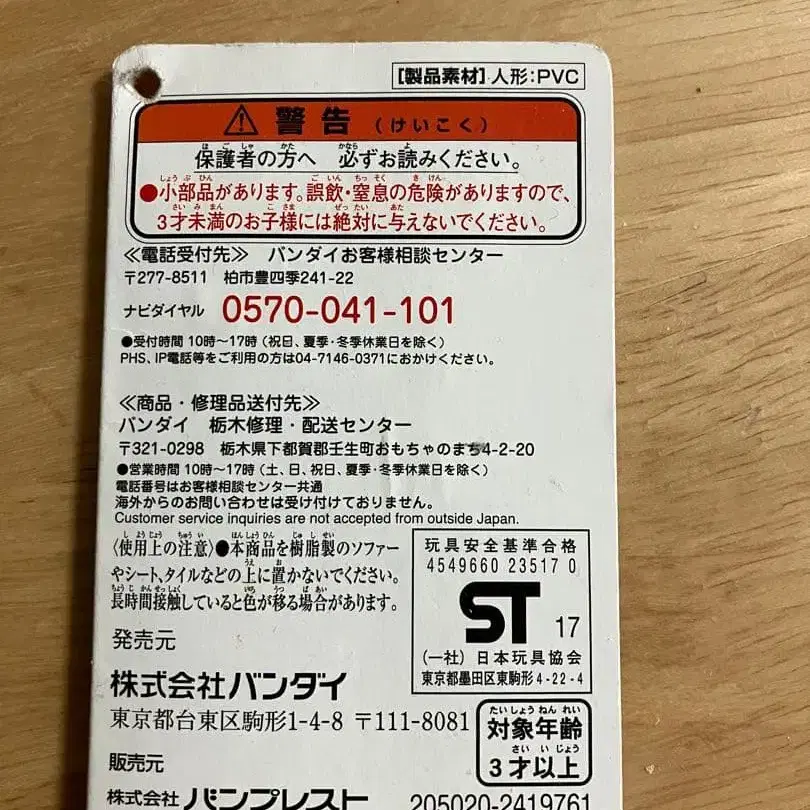 [製品素材] 人形:PVC
⚠警告(けいこく)
保護者の方へ 必ずお読みください。
●小部品があります。誤飲・窒息の危険がありますので、
3才未満のお子様には絶対に与えないでください。
≪電話受付先≫ バンダイお客様相談センター
〒277-8511 柏市豊四季241-22
ナビダイヤル 0570-041-101
●受付時間 10時〜17時(祝日、夏季・冬季休業日を除く)
PHS、IP電話等をご利用の方は04-7146-0371におかけください。
≪商品・修理品送付先≫
バンダイ 栃木修理・配送センター
〒321-0298 栃木県下都賀郡壬生町おもちゃのまち4-2-20
●営業時間 10時〜17時(土、日、祝日、夏季・冬季休業日を除く)
電話番号はお客様相談センター共通
海外からのお問い合わせは受け付けておりません。
Customer service inquiries are not accepted from outside Japan.
〈使用上の注意〉●本商品を樹脂製のソファー
やシート、タイルなどの上に置かないでください。
長時間接触していると色が移る場合があります。
玩具安全基準合格
4549660 23517 0
ST 17
(一社)日本玩具協会
東京都墨田区東駒形4-22-4
発売元
株式会社バンダイ
東京都台東区駒形1-4-8 〒111-8081
対象年齢
3才以上
販売元
株式会社バンプレスト
205020-2419761